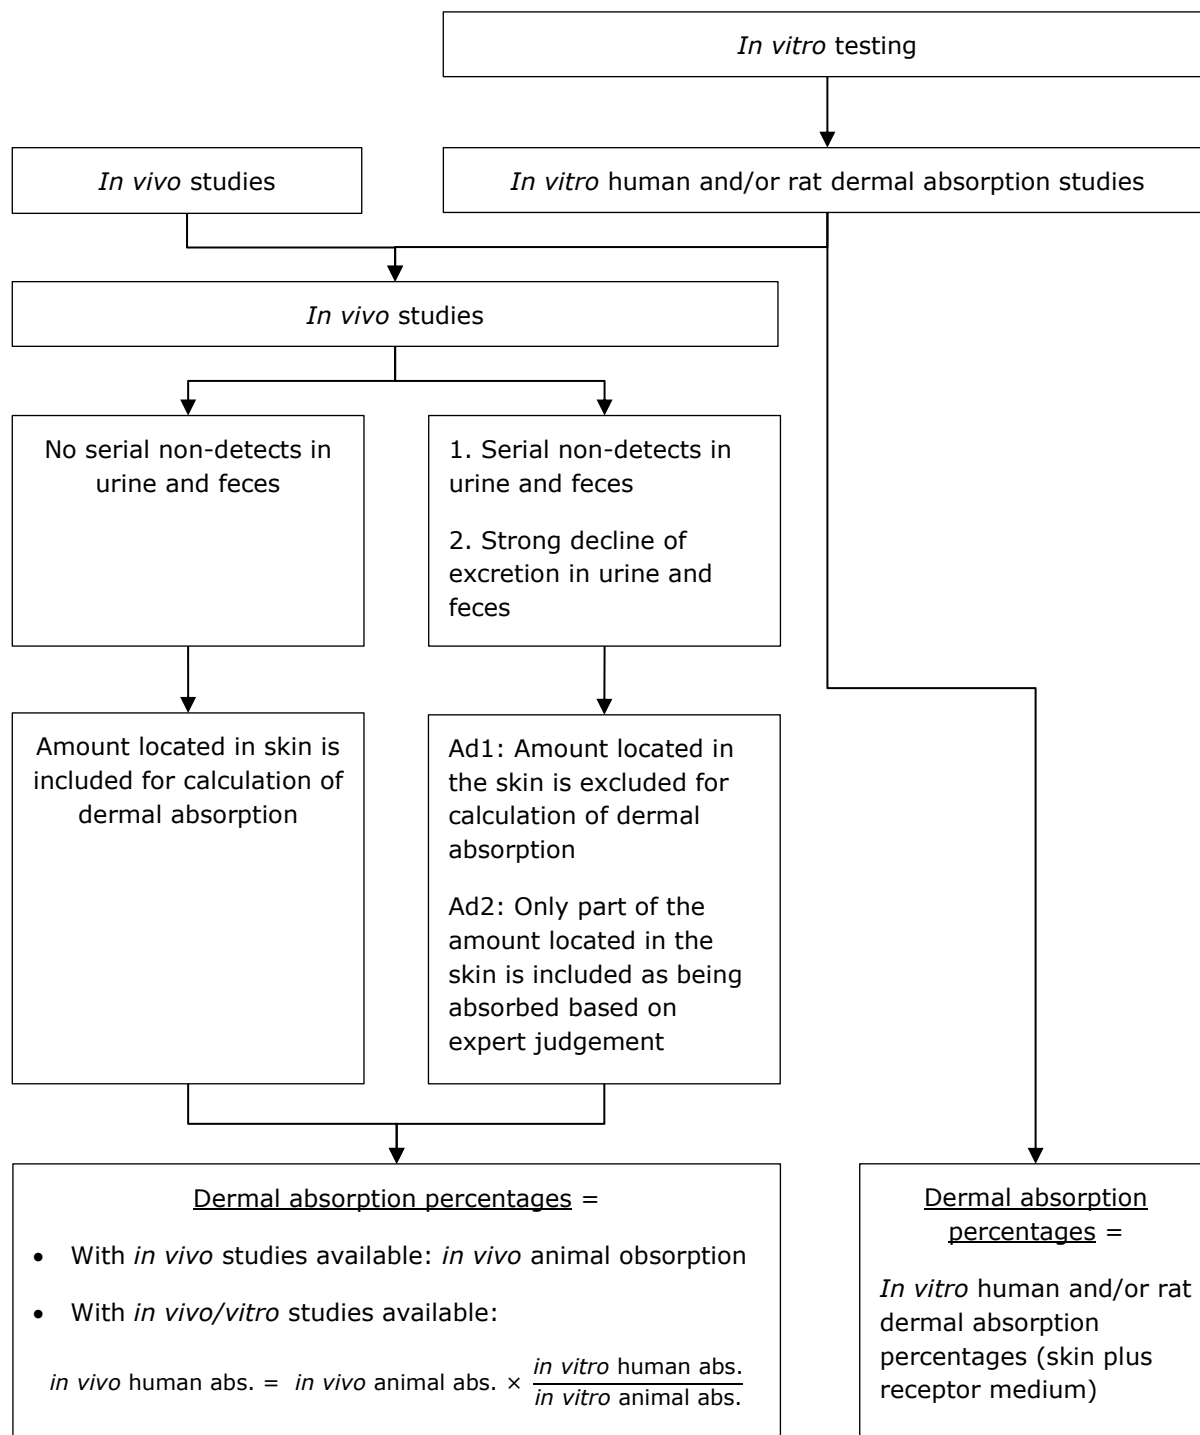 In vitro testing
In vivo studies
In vitro human and/or rat dermal absorption studies
In vivo studies
No serial non-detects in
urine and feces
1. Serial non-detects in
urine and feces
2. Strong decline of
excretion in urine and
feces
Amount located in skin is
included for calculation of
dermal absorption
Ad1: Amount located in
the skin is excluded for
calculation of dermal
absorption
Ad2: Only part of the
amount located in the
skin is included as being
absorbed based on
expert judgement
Dermal absorption percentages =
• With in vivo studies available: in vivo animal obsorption
• With in vivo/vitro studies available:
in vivo human abs. = in vivo animal abs. × in vitro human abs.
in vitro animal abs.
Dermal absorption
percentages =
In vitro human and/or rat
dermal absorption
percentages (skin plus
receptor medium)